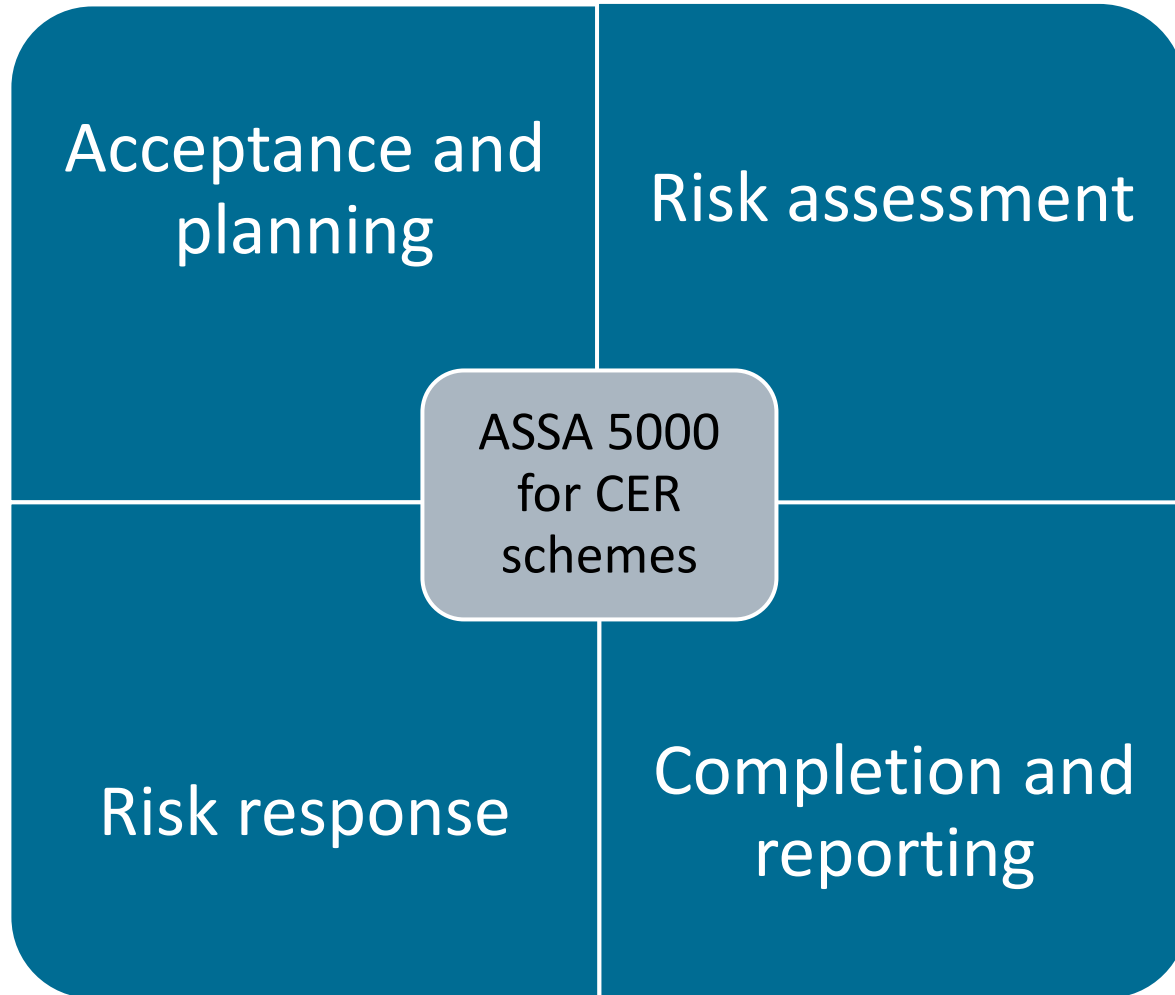 Acceptance and
planning
Risk assessment
ASSA 5000
for CER
schemes
Risk response
Completion and
reporting